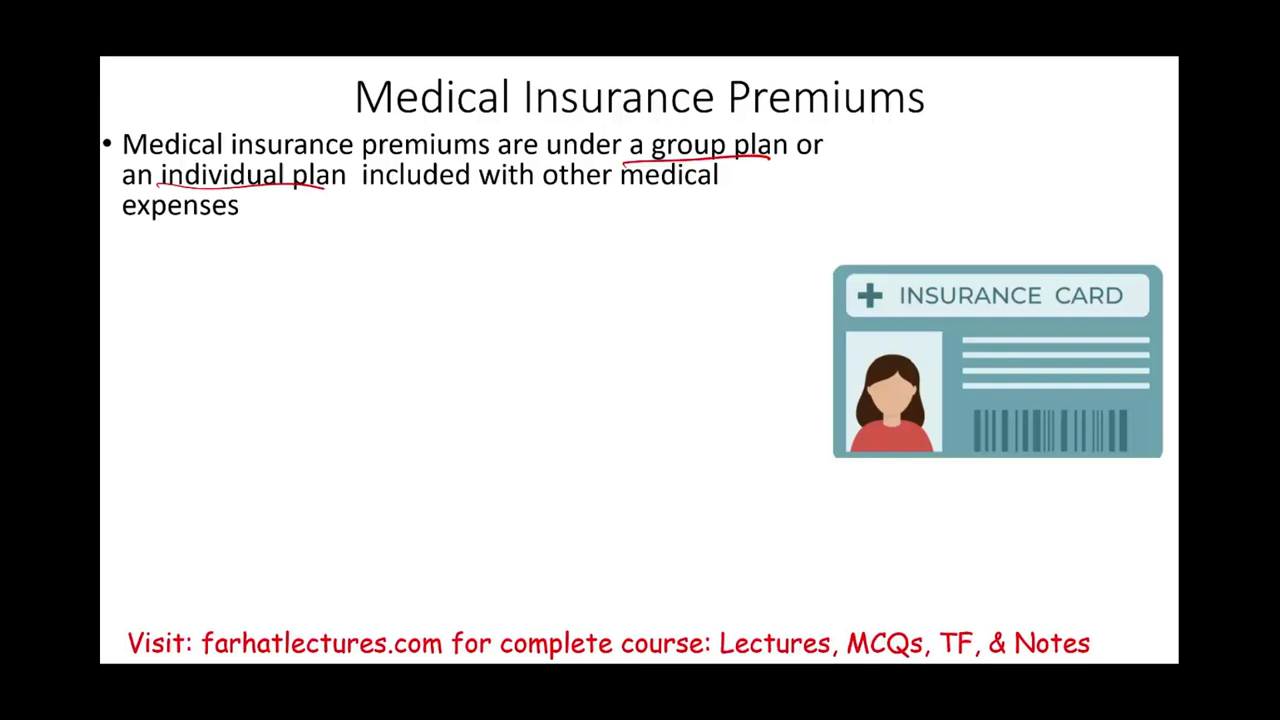 Medical Insurance Premiums
• Medical insurance premiums are under a group plan or
an individual plan included with other medical
expenses
INSURANCE CARD
Visit: farhatlectures.com for complete course: Lectures, MCQs, TF, & Notes